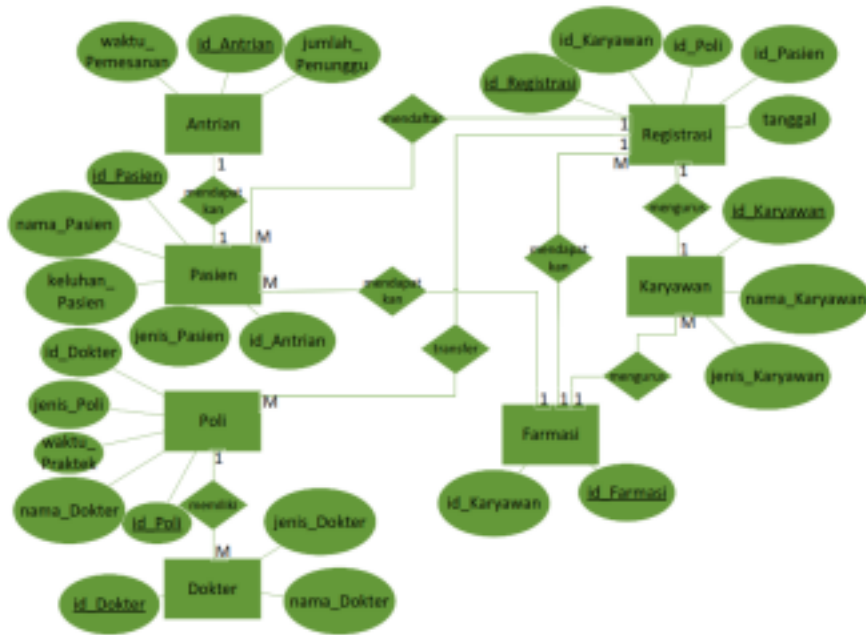 waktu_
Pemesanan
id_Antrian
jumlah_
Penunggu
Antrian
1
mendapat
kan
1
id_Pasien
nama_Pasien
keluhan_
Pasien
jenis_Pasien
id_Antrian
Pasien
M
M
mendaftar
1
1
M
id_Registrasi
id_Karyawan
id_Poli
id_Pasien
tanggal
Registrasi
1
mengurus
1
id_Karyawan
nama_Karyawan
jenis_Karyawan
Karyawan
M
mendapat
kan
mendapat
kan
transfer
mengurus
1
1
1
Farmasi
id_Karyawan
id_Farmasi
id_Dokter
jenis_Poli
waktu_
Praktek
nama_Dokter
id_Poli
Poli
M
1
memiliki
M
jenis_Dokter
Dokter
id_Dokter
nama_Dokter